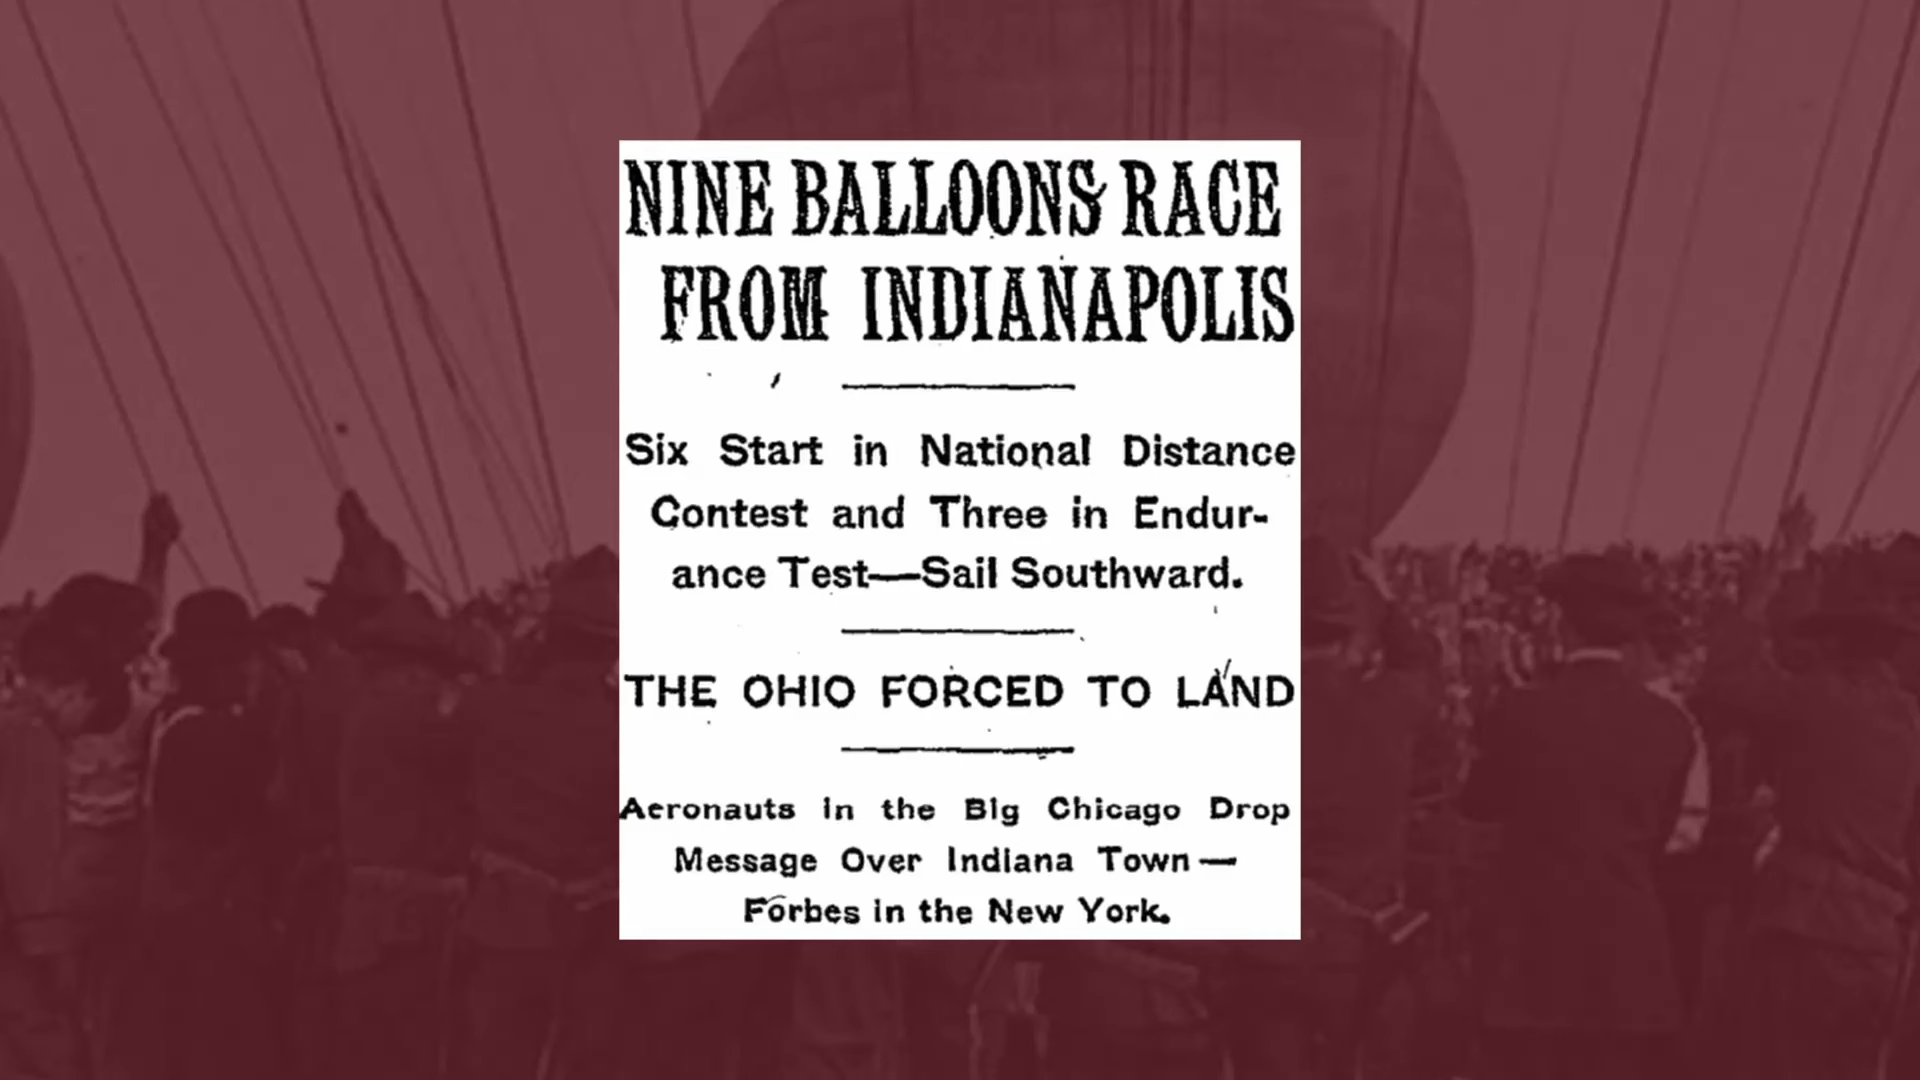 NINE BALLOONS RACE
FROM INDIANAPOLIS
Six Start in National Distance
Contest and Three in Endur-
ance Test—Sail Southward.
THE OHIO FORCED TO LAND
Aeronauts in the Big Chicago Drop
Message Over Indiana Town—
Forbes in the New York.